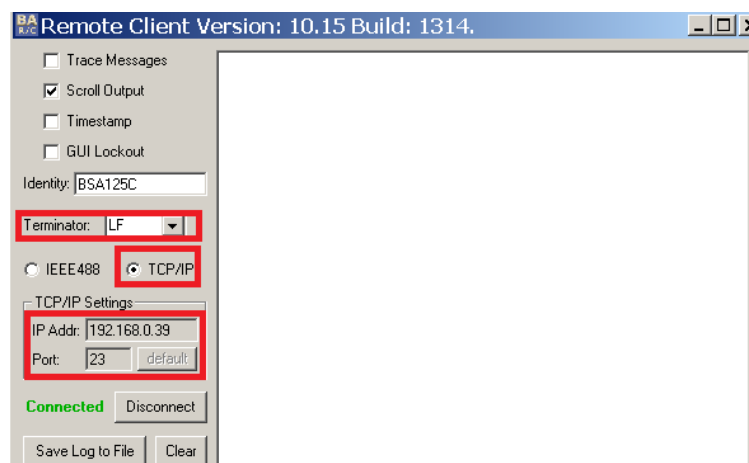 BA R/C Remote Client Version: 10.15 Build: 1314.
Trace Messages
Scroll Output
Timestamp
GUI Lockout
Identity: BSA125C
Terminator: LF
IEEE488 TCP/IP
TCP/IP Settings
IP Addr: 192.168.0.39
Port: 23 default
Connected Disconnect
Save Log to File Clear